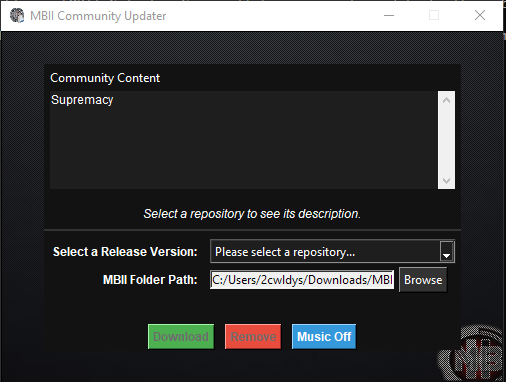 MBII Community Updater
Community Content
Supremacy
Select a repository to see its description.
Select a Release Version: Please select a repository...
MBII Folder Path: C:/Users/2cwldys/Downloads/MBI Browse
Download Remove Music Off
MB